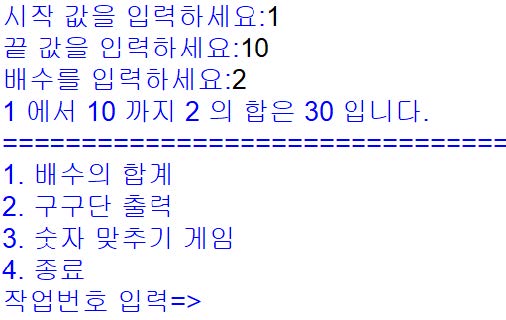 시작 값을 입력하세요:1
끝 값을 입력하세요:10
배수를 입력하세요:2
1 에서 10 까지 2 의 합은 30 입니다.
================================
1. 배수의 합계
2. 구구단 출력
3. 숫자 맞추기 게임
4. 종료
작업번호 입력=>